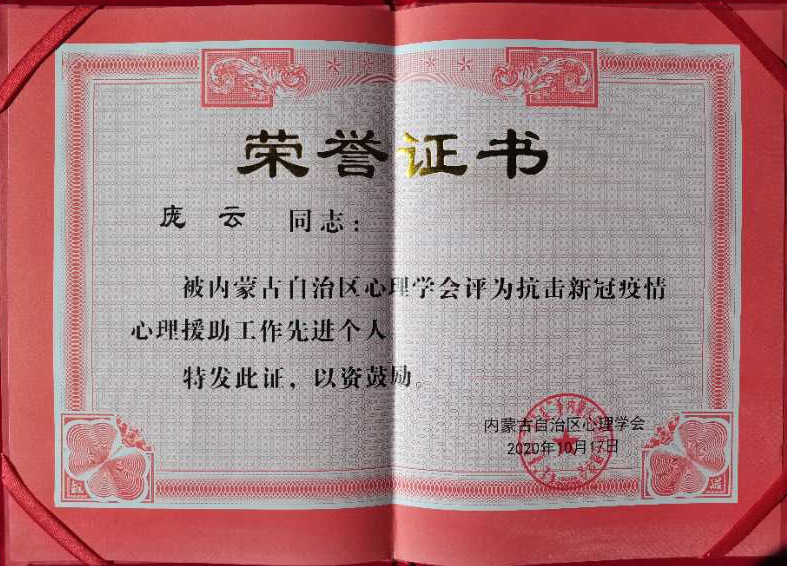 荣誉证书
庞 云 同志:
被内蒙古自治区心理学会评为抗击新冠疫情
心理援助工作先进个人
特发此证,以资鼓励。
内蒙古自治区心理学会
2020年10月17日